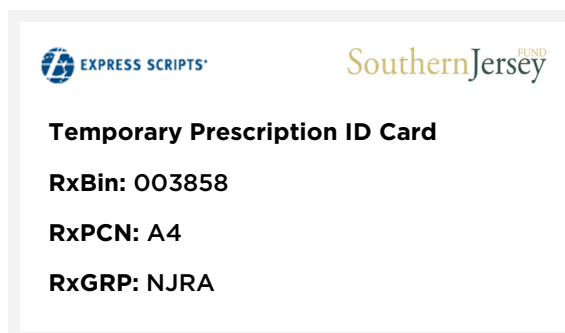 EXPRESS SCRIPTS®
SouthernJersey FUND
Temporary Prescription ID Card
RxBin: 003858
RxPCN: A4
RxGRP: NJRA